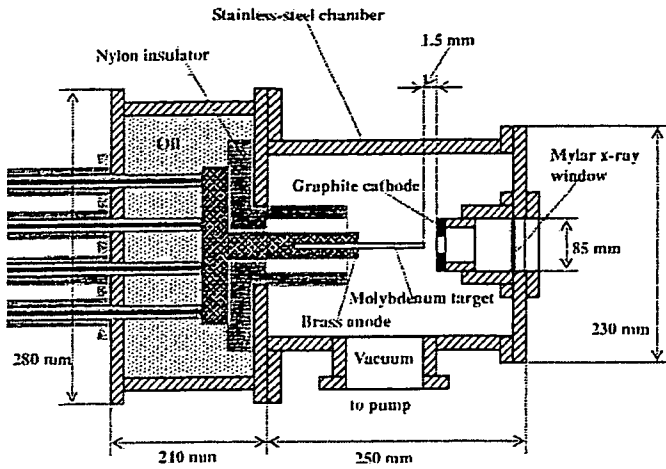 Stainless-steel chamber
1.5 mm
Nylon insulator
Oil
Mylar x-ray
window
Graphite cathode
85 mm
Molybdenum target
Brass anode
280 mm
230 mm
Vacuum
to pump
210 mm
250 mm